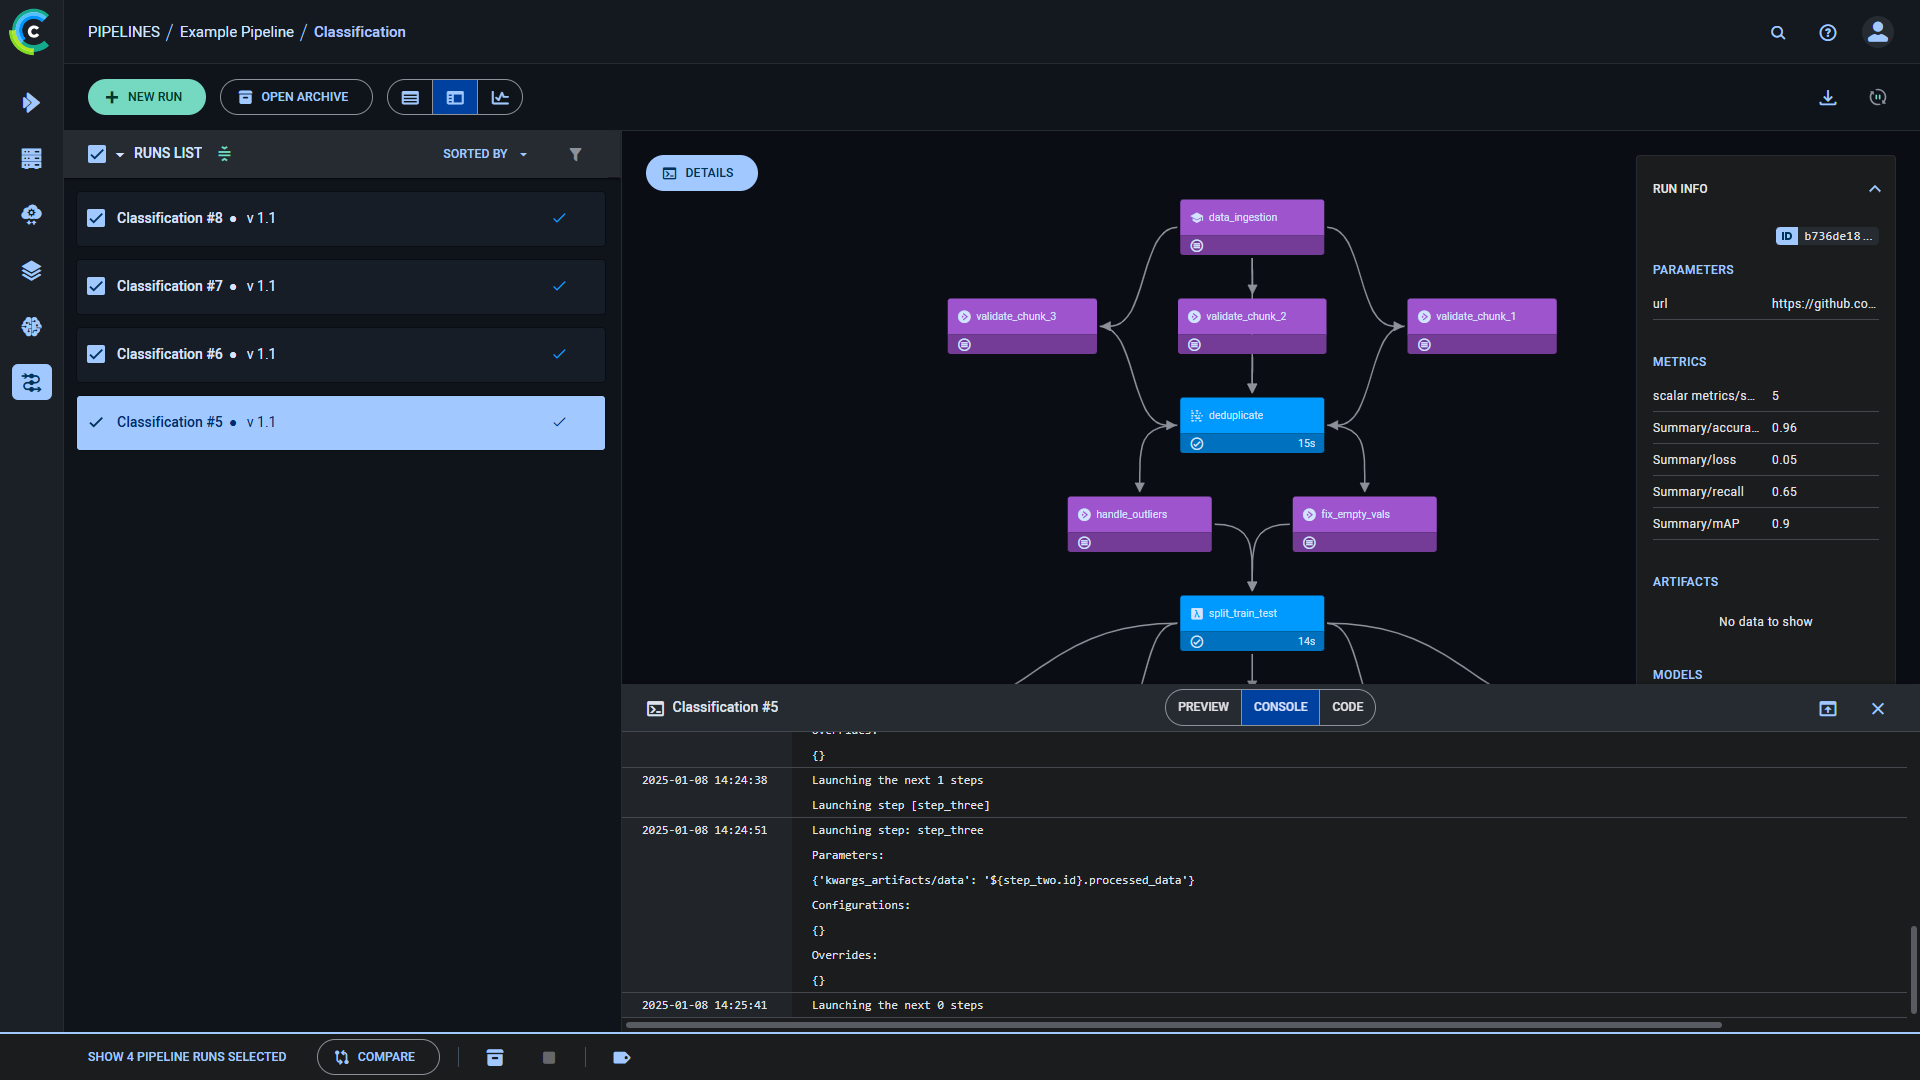 PIPELINES / Example Pipeline / Classification
NEW RUN
OPEN ARCHIVE
RUNS LIST
SORTED BY
Classification #8 • v 1.1
Classification #7 • v 1.1
Classification #6 • v 1.1
Classification #5 • v 1.1
DETAILS
data_ingestion
validate_chunk_3
validate_chunk_2
validate_chunk_1
deduplicate
15s
handle_outliers
fix_empty_vals
split_train_test
14s
RUN INFO
ID b736de18...
PARAMETERS
url https://github.co...
METRICS
scalar metrics/s... 5
Summary/accura... 0.96
Summary/loss 0.05
Summary/recall 0.65
Summary/mAP 0.9
ARTIFACTS
No data to show
MODELS
Classification #5
PREVIEW CONSOLE CODE
Overrides:
{}
2025-01-08 14:24:38 Launching the next 1 steps
Launching step [step_three]
2025-01-08 14:24:51 Launching step: step_three
Parameters:
{'kwargs_artifacts/data': '${step_two.id}.processed_data'}
Configurations:
{}
Overrides:
{}
2025-01-08 14:25:41 Launching the next 0 steps
SHOW 4 PIPELINE RUNS SELECTED
COMPARE